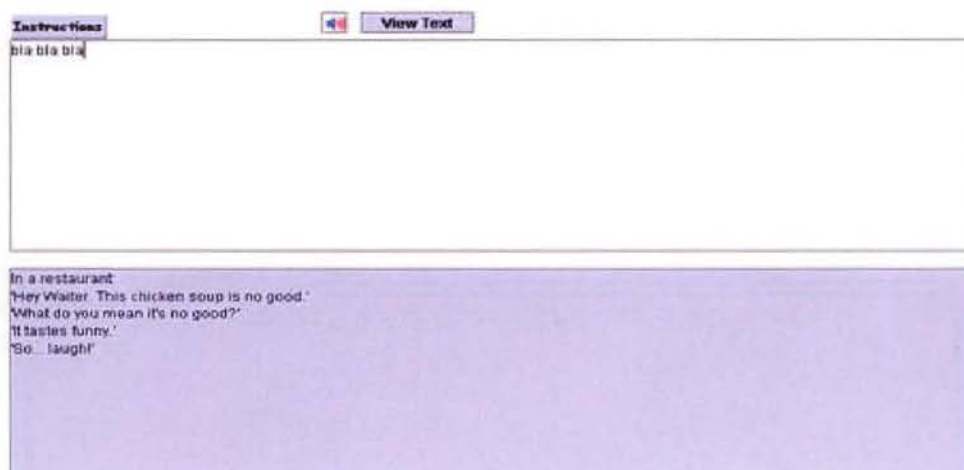 Instructions View Text
bla bla bla
In a restaurant
'Hey Waiter. This chicken soup is no good.'
'What do you mean it's no good?'
'It tastes funny.'
'So... laugh!'